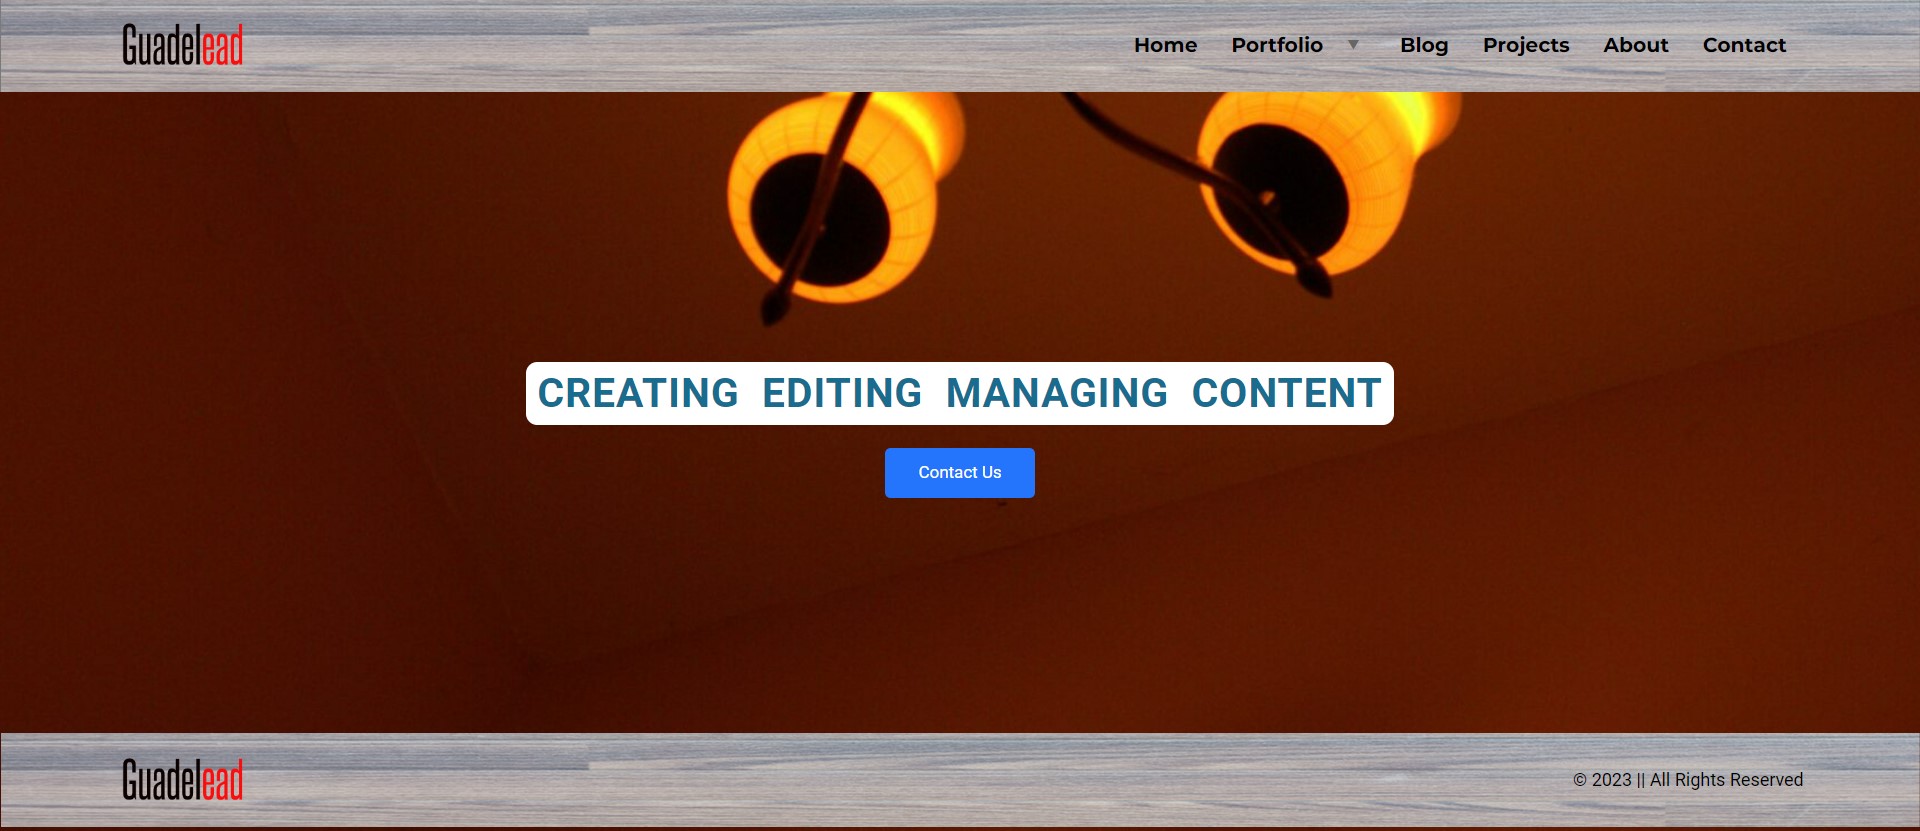 Guadelead
Home Portfolio ▼ Blog Projects About Contact
CREATING EDITING MANAGING CONTENT
Contact Us
Guadelead
© 2023 || All Rights Reserved